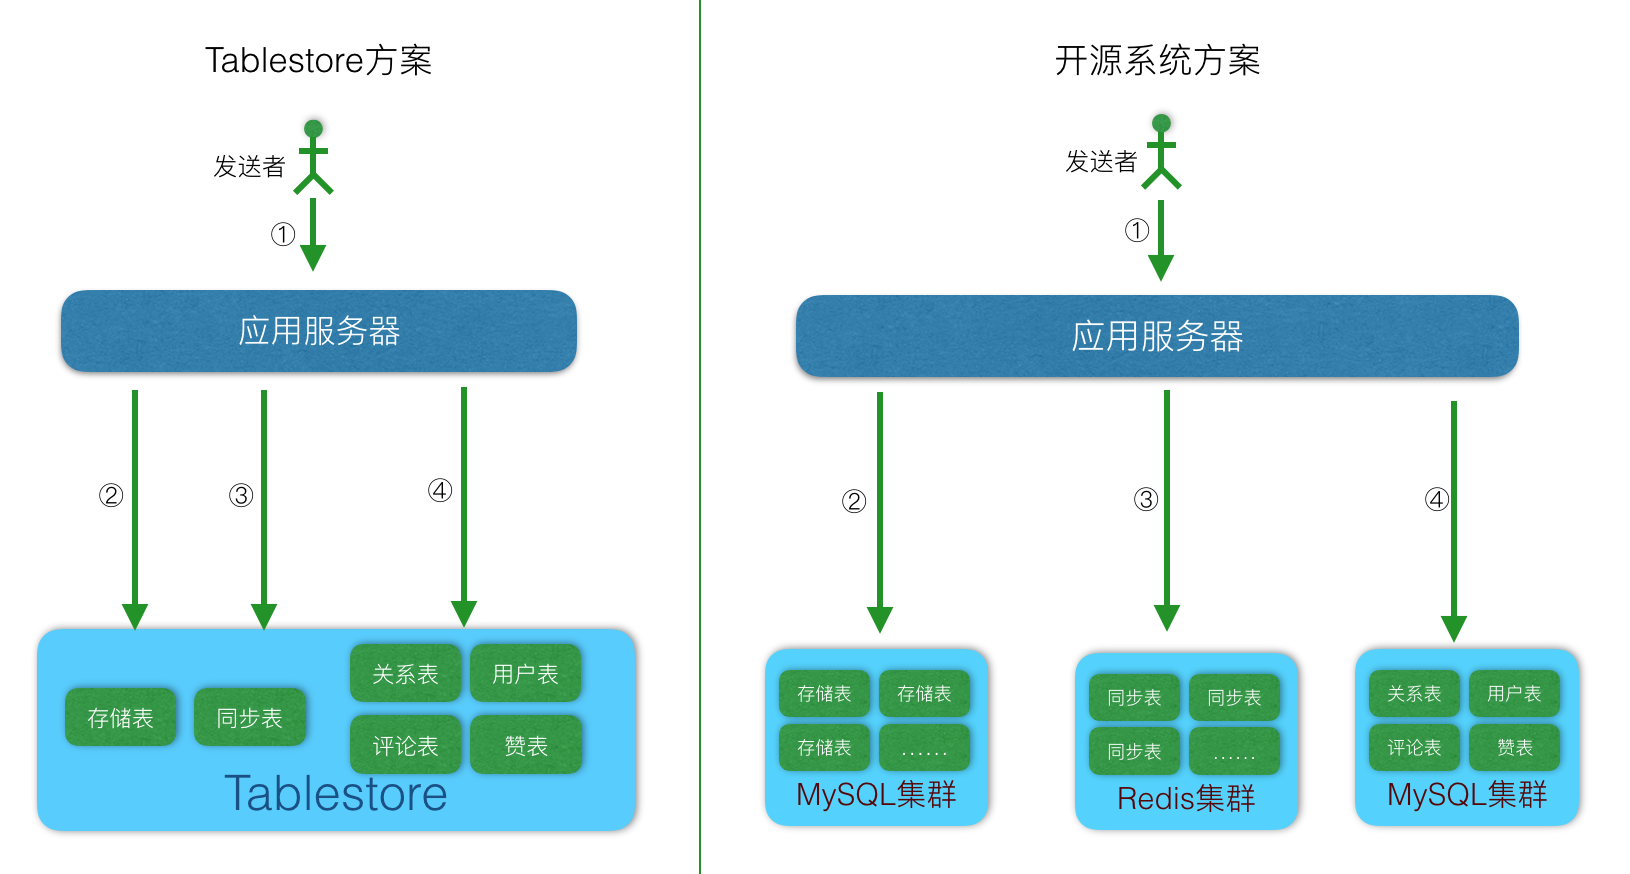 Tablestore方案
发送者
①
应用服务器
②
③
④
存储表
同步表
关系表
用户表
评论表
赞表
Tablestore
开源系统方案
发送者
①
应用服务器
②
③
④
存储表
存储表
存储表
......
MySQL集群
同步表
同步表
同步表
......
Redis集群
关系表
用户表
评论表
赞表
MySQL集群